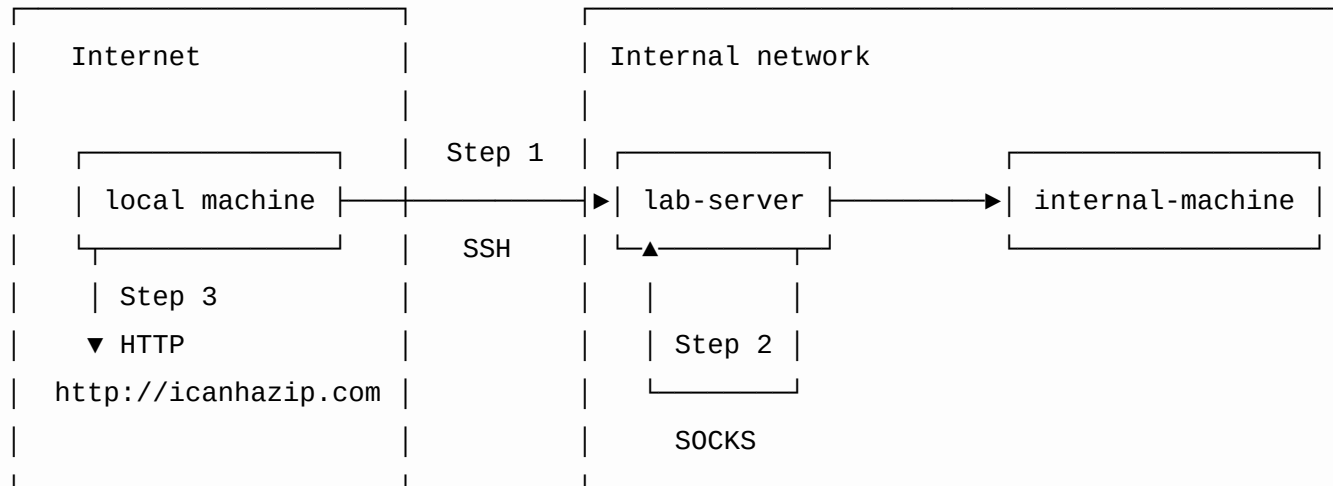 Internet
Internal network
Step 1
local machine
lab-server
internal-machine
SSH
Step 3
HTTP
Step 2
http://icanhazip.com
SOCKS